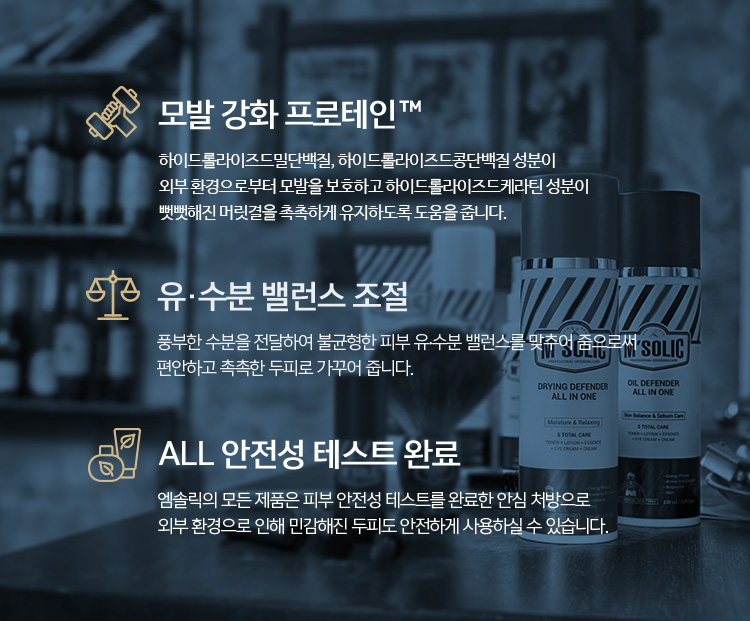 모발 강화 프로테인™
하이드롤라이즈드밀단백질, 하이드롤라이즈드콩단백질 성분이
외부 환경으로부터 모발을 보호하고 하이드롤라이즈드케라틴 성분이
뻣뻣해진 머릿결을 촉촉하게 유지하도록 도움을 줍니다.
유·수분 밸런스 조절
풍부한 수분을 전달하여 불균형한 피부 유·수분 밸런스를 맞추어 줌으로써
편안하고 촉촉한 두피로 가꾸어 줍니다.
ALL 안전성 테스트 완료
엠솔릭의 모든 제품은 피부 안전성 테스트를 완료한 안심 처방으로
외부 환경으로 인해 민감해진 두피도 안전하게 사용하실 수 있습니다.
M SOLIC
DRYING DEFENDER
ALL IN ONE
Moisture & Relaxing
5 TOTAL CARE
TONER + LOTION + ESSENCE
+ EYE CREAM + CREAM
M SOLIC
OIL DEFENDER
ALL IN ONE
Skin Balance & Sebum Care
5 TOTAL CARE
TONER + LOTION + ESSENCE
+ EYE CREAM + CREAM